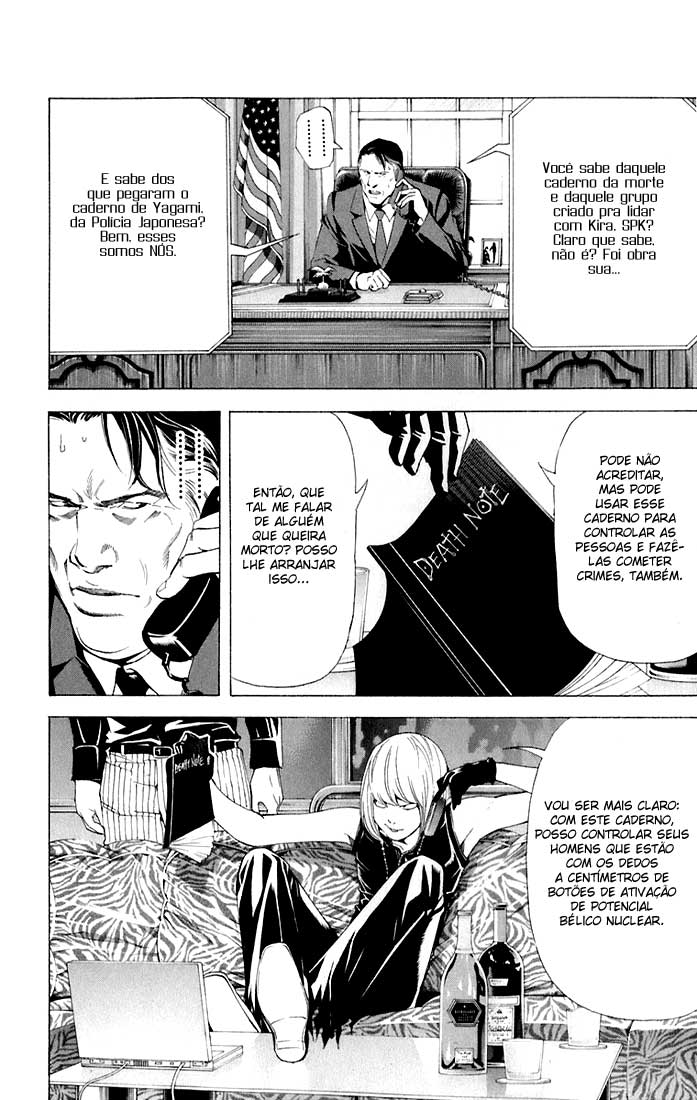 Você sabe daquele
caderno da morte
e daquele grupo
criado pra lidar
com Kira, SPK?
Claro que sabe,
não é? Foi obra
sua...
E sabe dos
que pegaram o
caderno de Yagami,
da Polícia Japonesa?
Bem, esses
somos NÓS.
PODE NÃO
ACREDITAR,
MAS PODE
USAR ESSE
CADERNO PARA
CONTROLAR AS
PESSOAS E FAZÊ-
LAS COMETER
CRIMES, TAMBÉM.
DEATH NOTE
ENTÃO, QUE
TAL ME FALAR
DE ALGUÉM
QUE QUEIRA
MORTO? POSSO
LHE ARRANJAR
ISSO...
DEATH NOTE
VOU SER MAIS CLARO:
COM ESTE CADERNO,
POSSO CONTROLAR SEUS
HOMENS QUE ESTÃO
COM OS DEDOS
A CENTÍMETROS DE
BOTÕES DE ATIVAÇÃO
DE POTENCIAL
BÉLICO NUCLEAR.